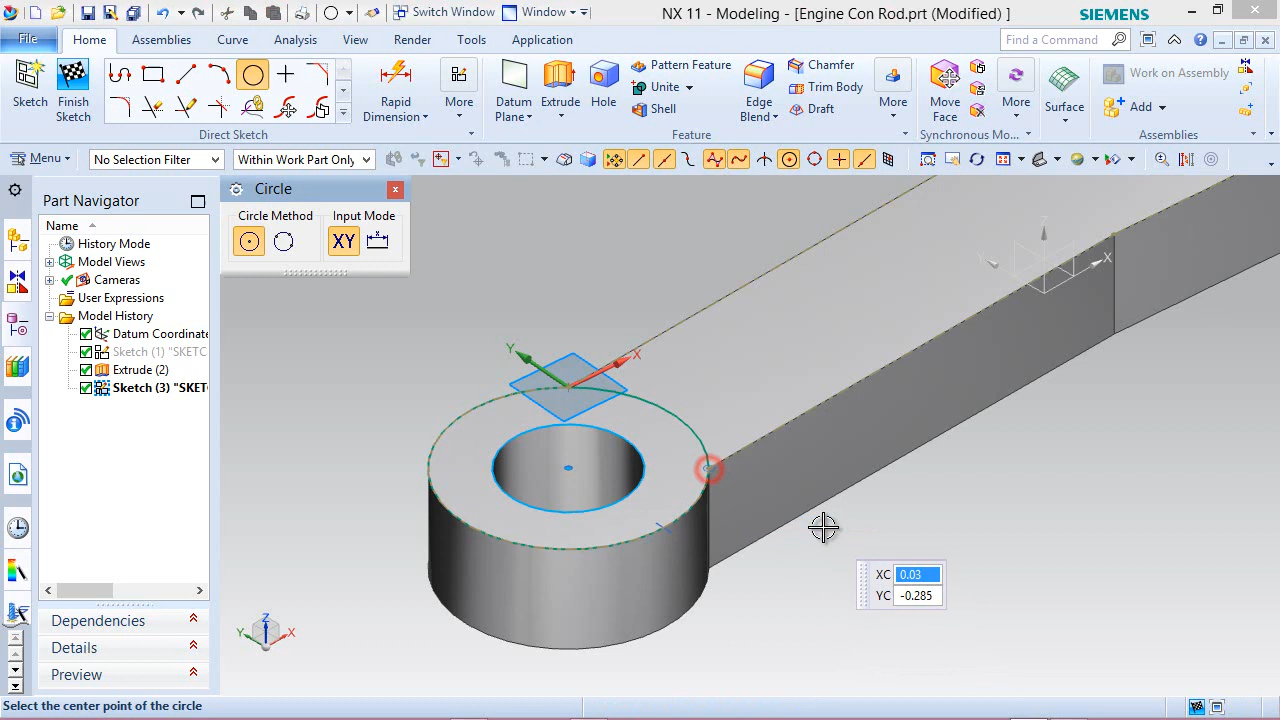 Switch Window
Window
NX 11 - Modeling - [Engine Con Rod.prt (Modified) ]
SIEMENS
File
Home
Assemblies
Curve
Analysis
View
Render
Tools
Application
Find a Command
Sketch
Finish Sketch
Rapid Dimension
More
Datum Plane
Extrude
Hole
Pattern Feature
Unite
Shell
Edge Blend
Chamfer
Trim Body
Draft
More
Move Face
More
Surface
Work on Assembly
Add
Direct Sketch
Feature
Synchronous Mo...
Assemblies
Menu
No Selection Filter
Within Work Part Only
Part Navigator
Name
History Mode
Model Views
Cameras
User Expressions
Model History
Datum Coordinate
Sketch (1) "SKETC
Extrude (2)
Sketch (3) "SKET
Dependencies
Details
Preview
Circle
Circle Method
Input Mode
XY
Z
X
Y
X
Z
Y
X
XC 0.03
YC -0.285
Select the center point of the circle